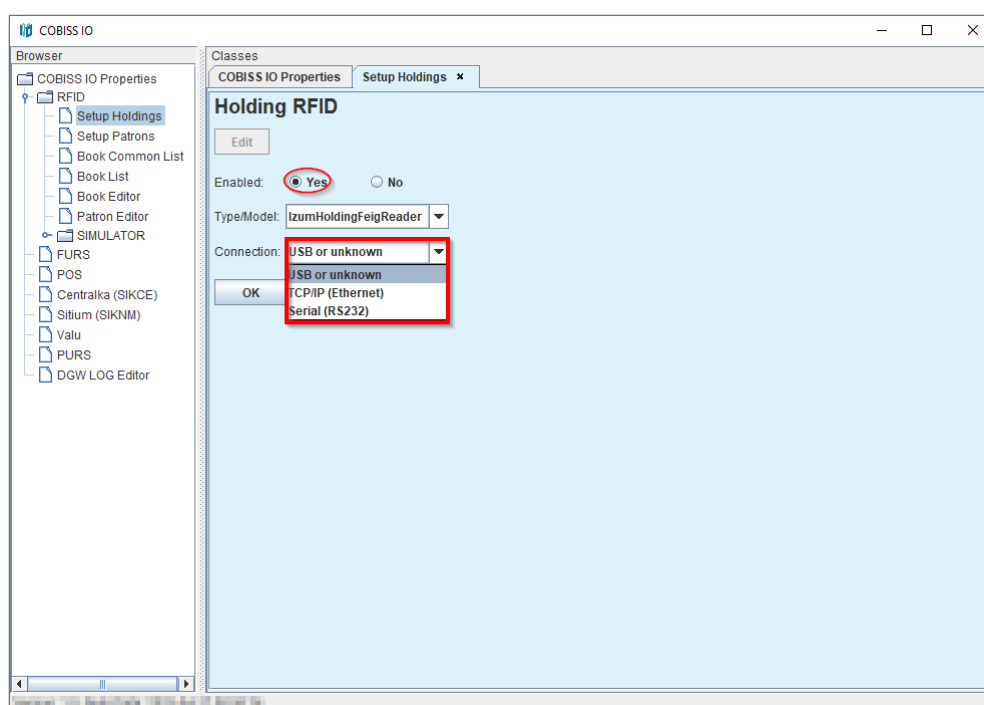 COBISS IO
Browser
COBISS IO Properties
RFID
Setup Holdings
Setup Patrons
Book Common List
Book List
Book Editor
Patron Editor
SIMULATOR
FURS
POS
Centralka (SIKCE)
Sitium (SIKNM)
Valu
PURS
DGW LOG Editor
Classes
COBISS IO Properties Setup Holdings ×
Holding RFID
Edit
Enabled: Yes No
Type/Model: IzumHoldingFeigReader
Connection: USB or unknown
USB or unknown
TCP/IP (Ethernet)
Serial (RS232)
OK